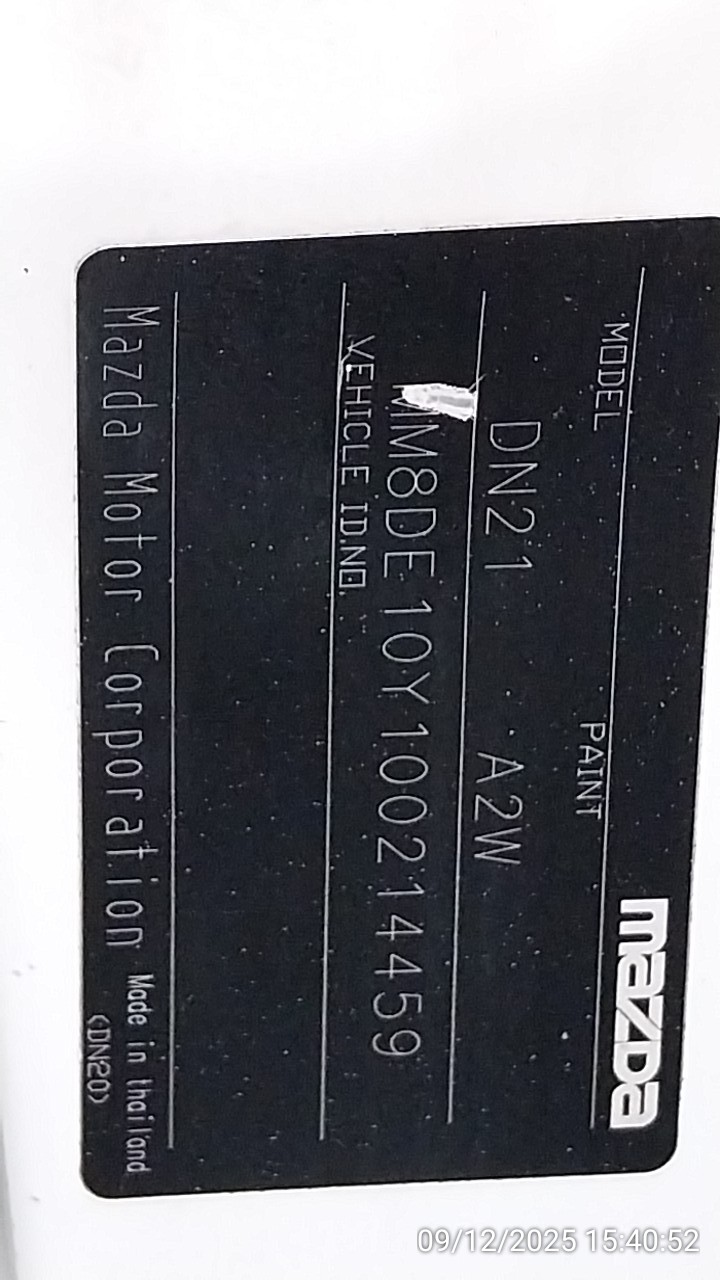 mazda
MODEL PAINT
DN21 A2W
MM8DE10Y100214459
VEHICLE ID.NO.
Mazda Motor Corporation Made in thailand
<DN20>
09/12/2025 15:40:52